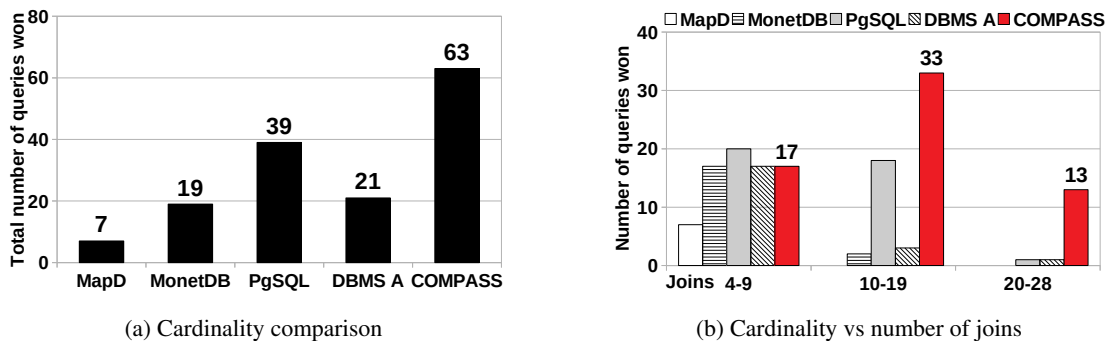 Total number of queries won
80
60
40
20
0
7
19
39
21
63
MapD MonetDB PgSQL DBMS A COMPASS
(a) Cardinality comparison
MapD MonetDB PgSQL DBMS A COMPASS
Number of queries won
40
30
20
10
0
17
33
13
Joins 4-9 10-19 20-28
(b) Cardinality vs number of joins